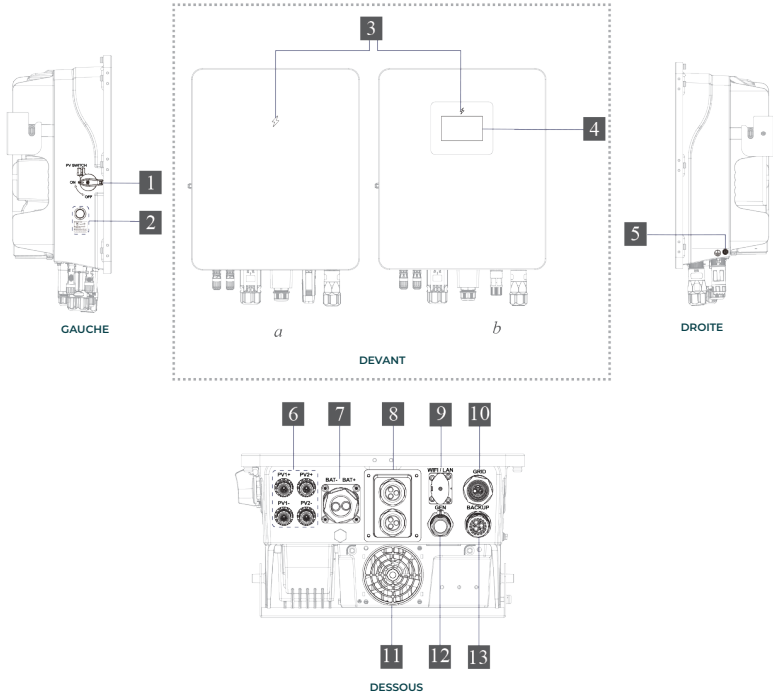 3
4
1
2
5
PV SWITCH
ON
OFF
GAUCHE
a
b
DROITE
DEVANT
6
7
8
9
10
PV1+ PV2+
BAT- BAT+
WIFI / LAN
GRID
PV1- PV2-
GEN
BACKUP
11
12
13
DESSOUS